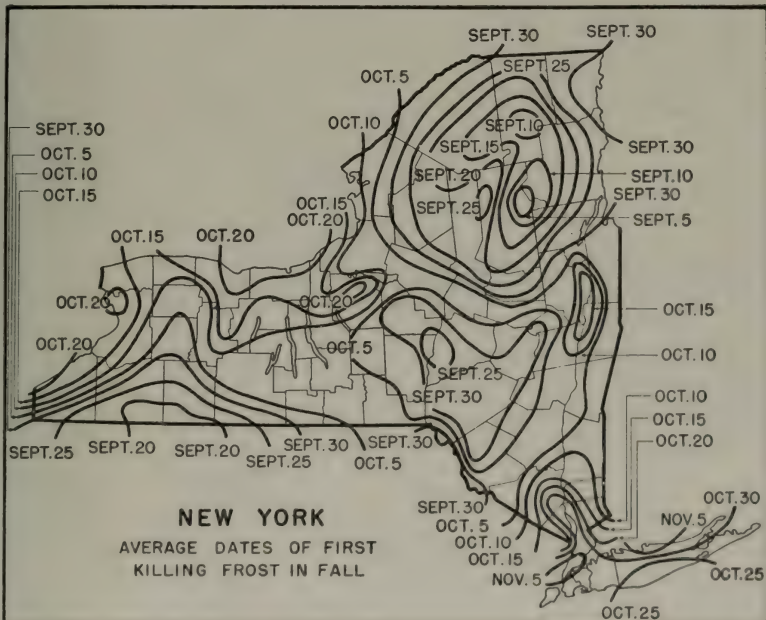 SEPT. 30
SEPT. 30
SEPT. 25
OCT. 5
OCT. 10
SEPT. 10
SEPT. 15
SEPT. 30
SEPT. 20
SEPT. 10
SEPT. 25
SEPT. 30
SEPT. 5
SEPT. 30
OCT. 5
OCT. 10
OCT. 15
OCT. 15
OCT. 20
OCT. 15
OCT. 20
OCT. 20
OCT. 20
OCT. 15
OCT. 20
OCT. 5
OCT. 10
SEPT. 25
SEPT. 30
OCT. 10
OCT. 15
OCT. 20
SEPT. 25
SEPT. 20
SEPT. 20
SEPT. 25
SEPT. 30
OCT. 5
SEPT. 30
SEPT. 30
OCT. 5
OCT. 10
OCT. 15
NOV. 5
NOV. 5
OCT. 30
OCT. 25
OCT. 25
NEW YORK
AVERAGE DATES OF FIRST
KILLING FROST IN FALL